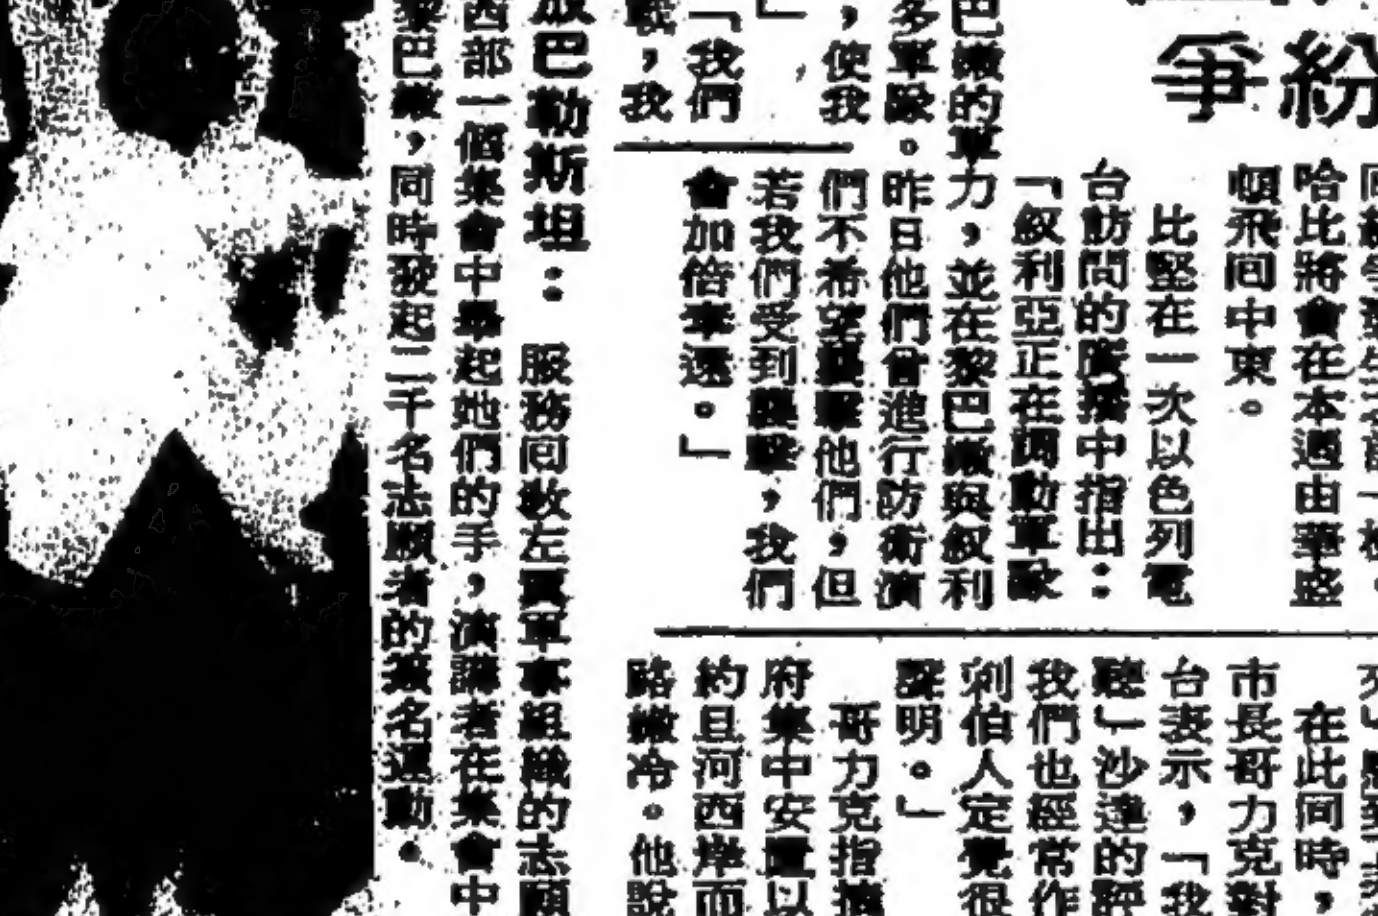 紛爭
哈比將會在本週由華盛
頓飛回中東。
比堅在一次以色列電
台訪問的廣播中指出：
「叙利亞正在調動軍隊
巴嫩的軍力，並在黎巴嫩與叙利
多軍隊。昨日他們曾進行防衛演
，使我們不希望襲擊他們，但
若我們受到襲擊，我們
會加倍奉還。」
」
「我們
，我
在此同時，
市長哥力克對
台表示，「我
聽」沙達的評
我們也經常作
剌伯人定覺很
聲明。」
哥力克指摘
府集中安置以
約旦河西岸而
路撒冷。他說
巴勒斯坦：服務回收左翼軍事組織的志願
西部一個集會中舉起她們的手，演講者在集會中
黎巴嫩，同時發起二千名志願者的報名運動。